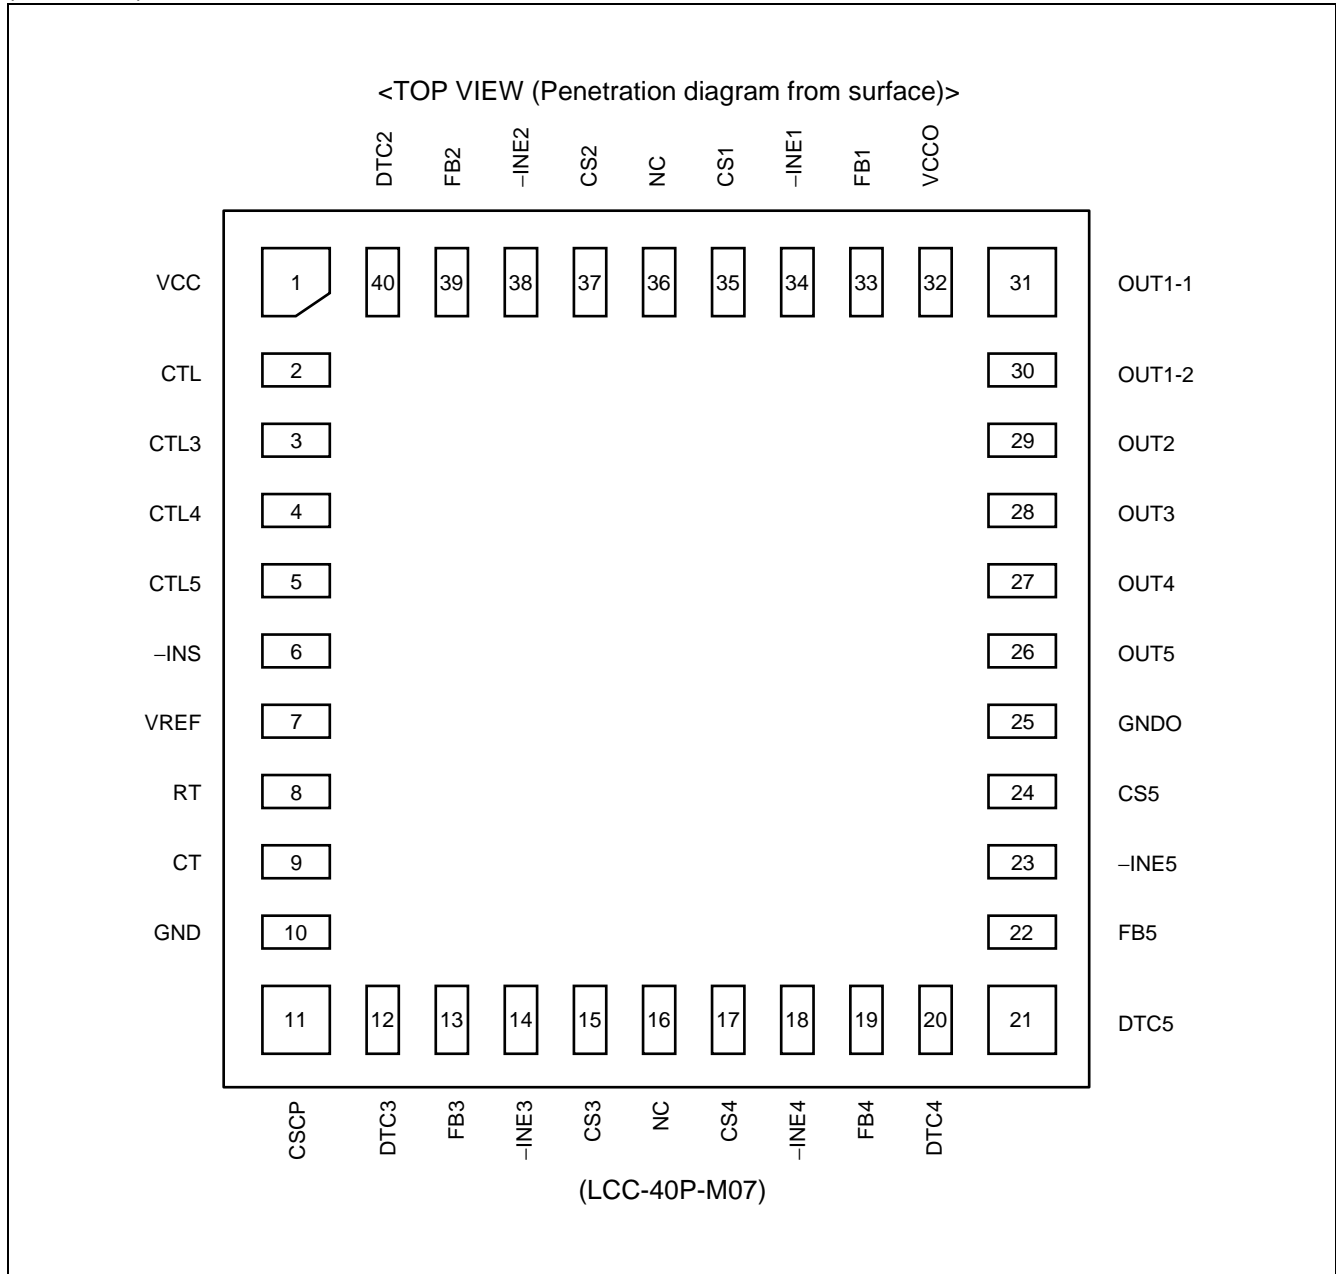 <TOP VIEW (Penetration diagram from surface)>
DTC2
FB2
−INE2
CS2
NC
CS1
−INE1
FB1
VCCO
VCC
1
40
39
38
37
36
35
34
33
32
31
OUT1-1
CTL
2
30
OUT1-2
CTL3
3
29
OUT2
CTL4
4
28
OUT3
CTL5
5
27
OUT4
−INS
6
26
OUT5
VREF
7
25
GNDO
RT
8
24
CS5
CT
9
23
−INE5
GND
10
22
FB5
11
12
13
14
15
16
17
18
19
20
21
DTC5
CSCP
DTC3
FB3
−INE3
CS3
NC
CS4
−INE4
FB4
DTC4
(LCC-40P-M07)